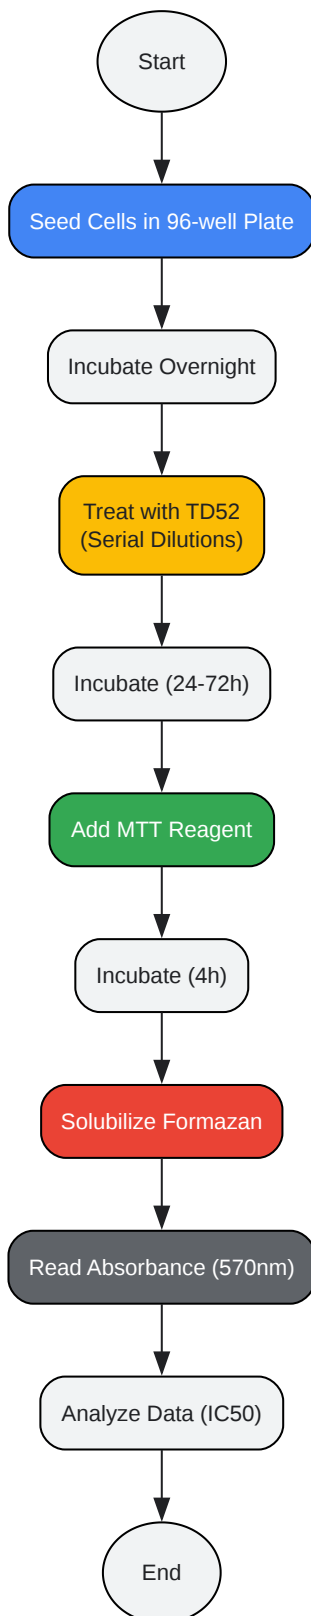 Start
Seed Cells in 96-well Plate
Incubate Overnight
Treat with TD52
(Serial Dilutions)
Incubate (24-72h)
Add MTT Reagent
Incubate (4h)
Solubilize Formazan
Read Absorbance (570nm)
Analyze Data (IC50)
End